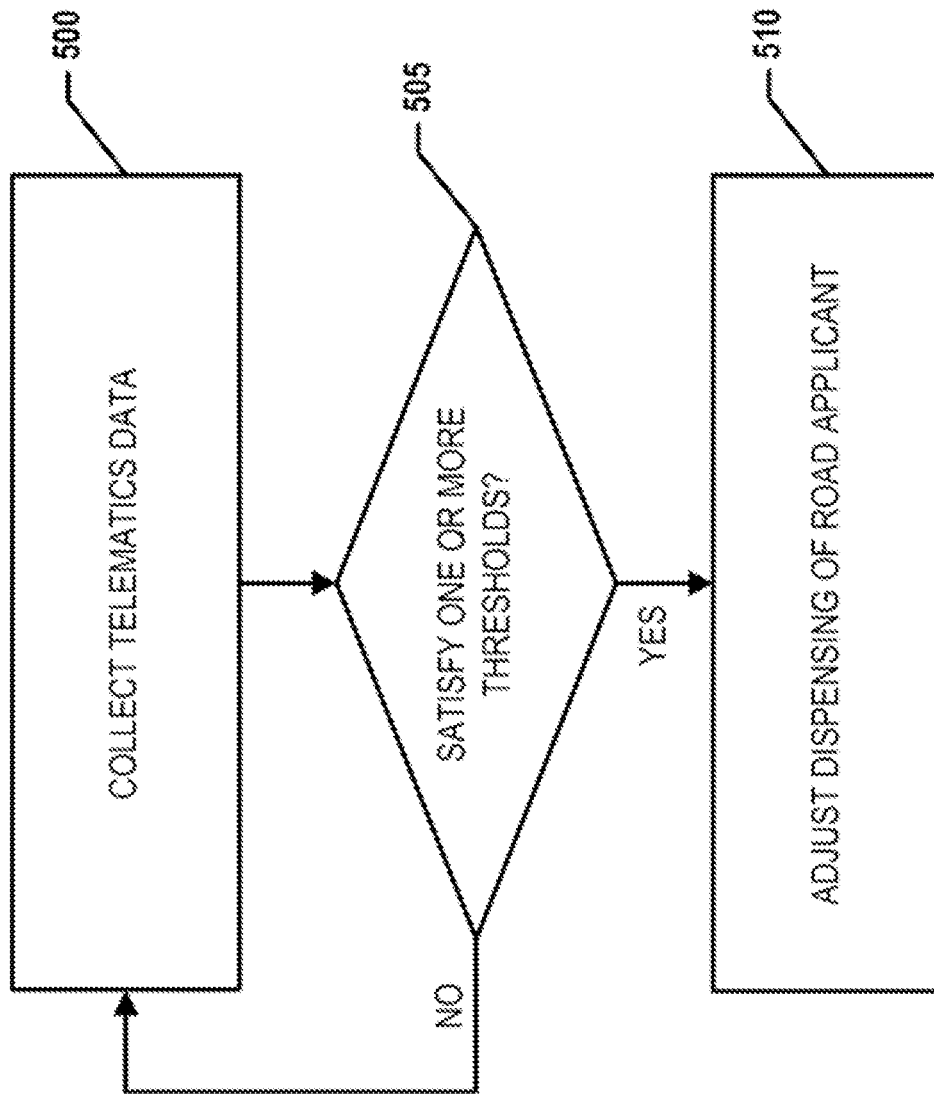 COLLECT TELEMATICS DATA
500
SATISFY ONE OR MORE
THRESHOLDS?
505
NO
YES
ADJUST DISPENSING OF ROAD APPLICANT
510